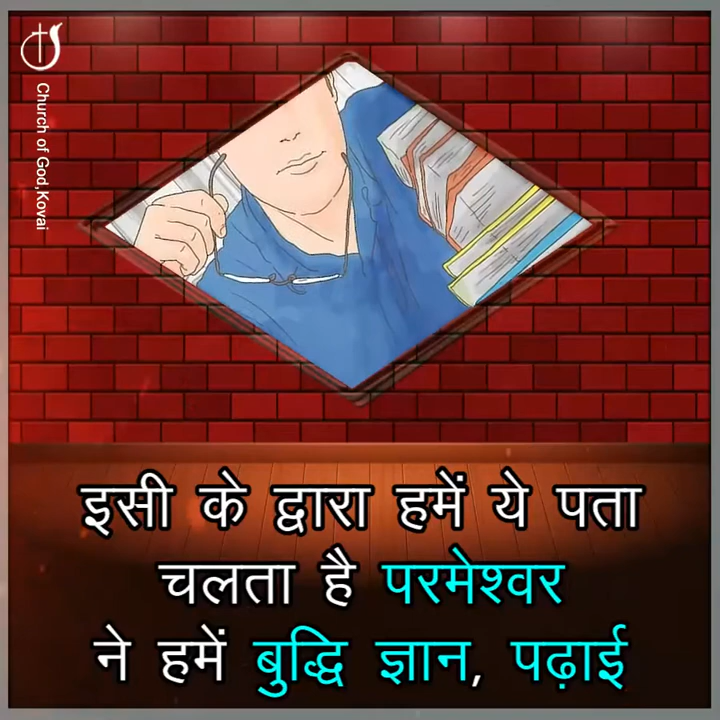 Church of God,Kovai
इसी के द्वारा हमें ये पता
चलता है परमेश्वर
ने हमें बुद्धि ज्ञान, पढ़ाई